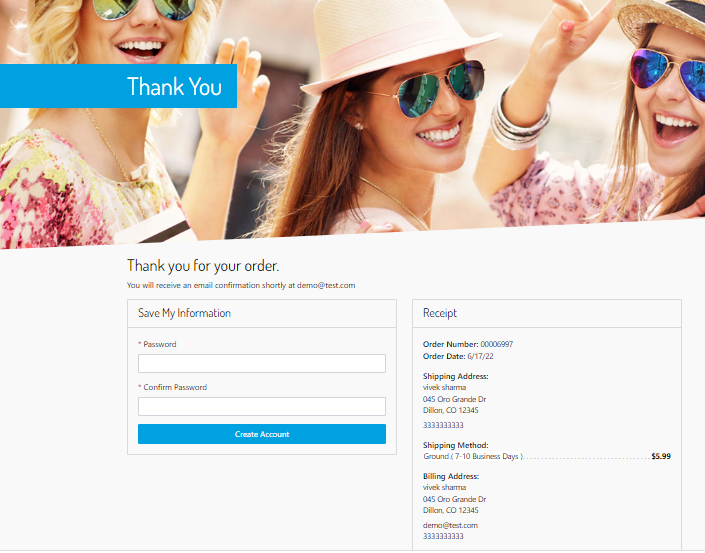 Thank You
Thank you for your order.
You will receive an email confirmation shortly at demo@test.com
Save My Information
* Password
* Confirm Password
Create Account
Receipt
Order Number: 00006997
Order Date: 6/17/22
Shipping Address:
vivek sharma
045 Oro Grande Dr
Dillon, CO 12345
3333333333
Shipping Method:
Ground ( 7-10 Business Days ) $5.99
Billing Address:
vivek sharma
045 Oro Grande Dr
Dillon, CO 12345
demo@test.com
3333333333